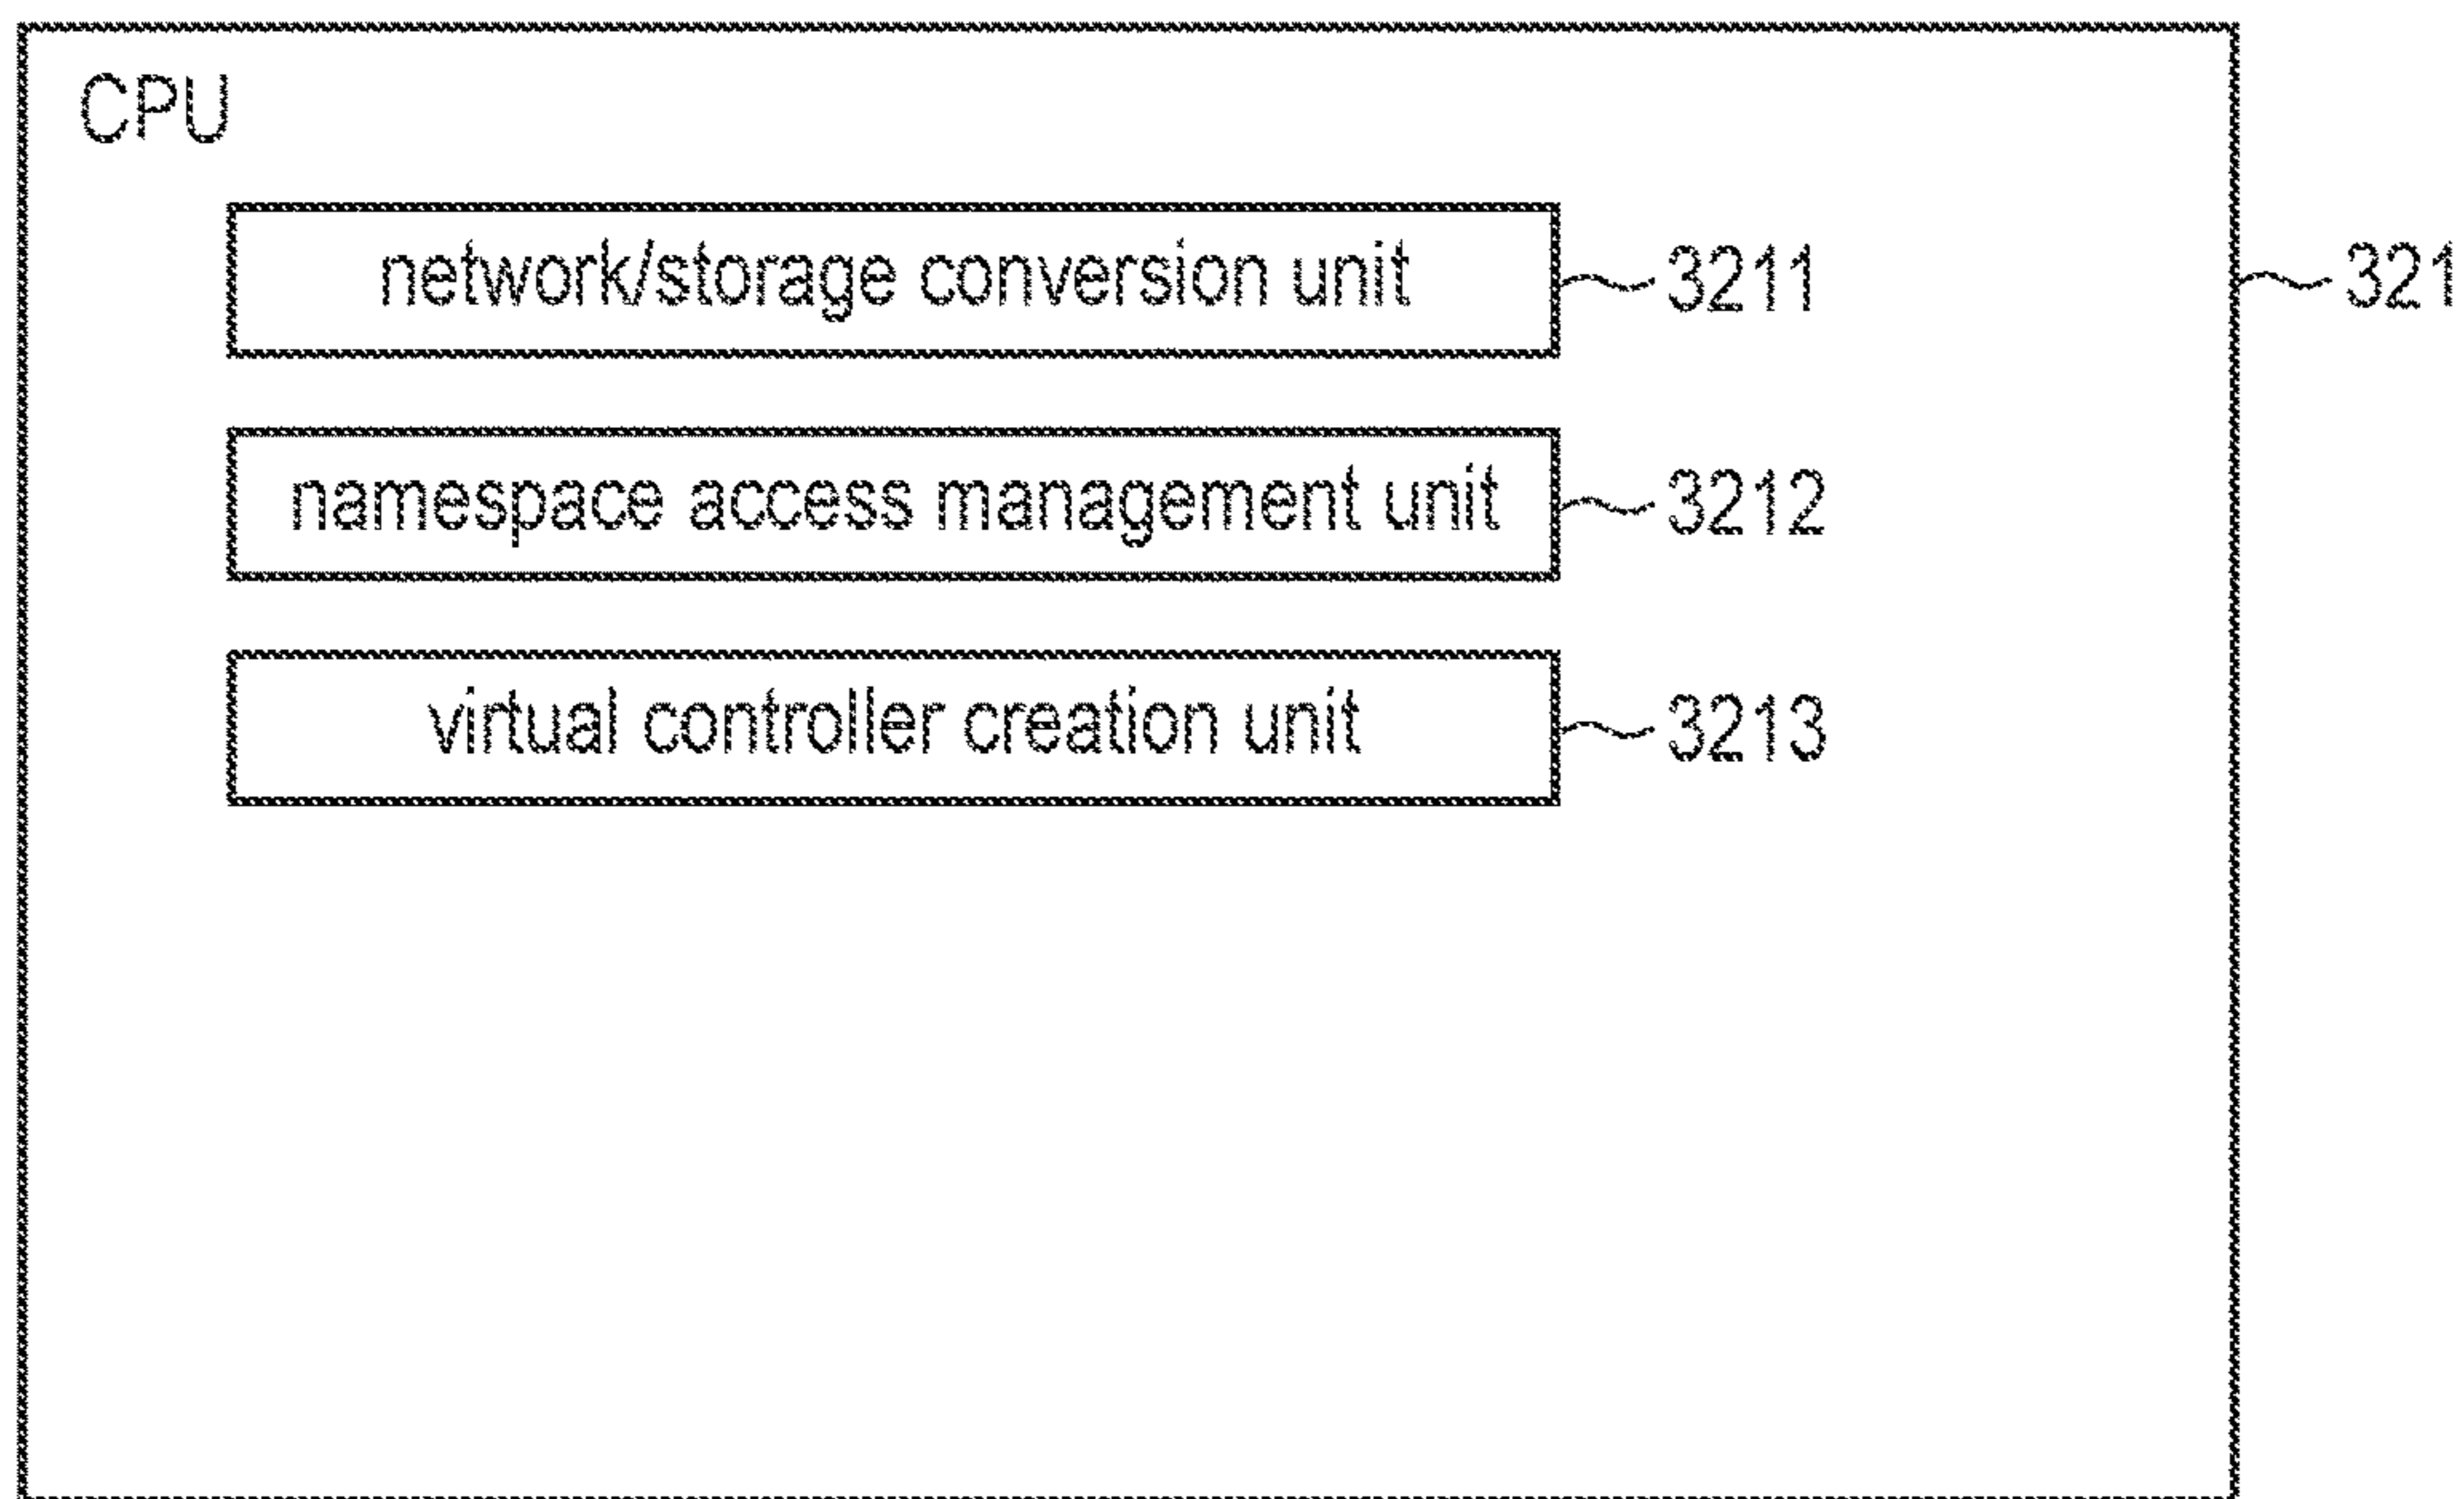 CPU
network/storage conversion unit 3211 321
namespace access management unit 3212
virtual controller creation unit 3213